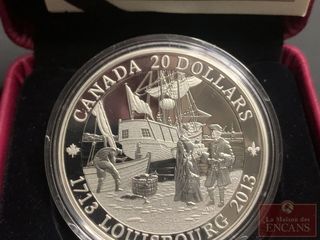 CANADA 20 DOLLARS
1713 LOUISBOURG 2013
La Maison des
ENCANS